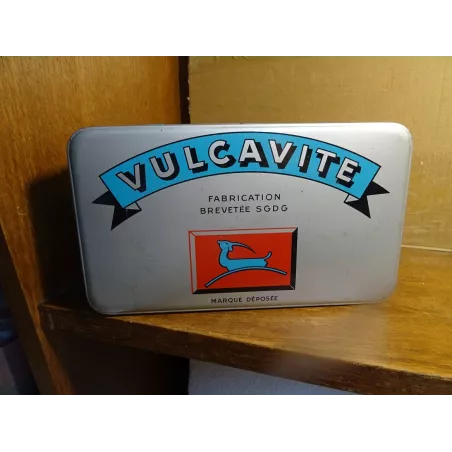 VULCAVITE
FABRICATION
BREVETÉE SGDG
MARQUE DÉPOSÉE